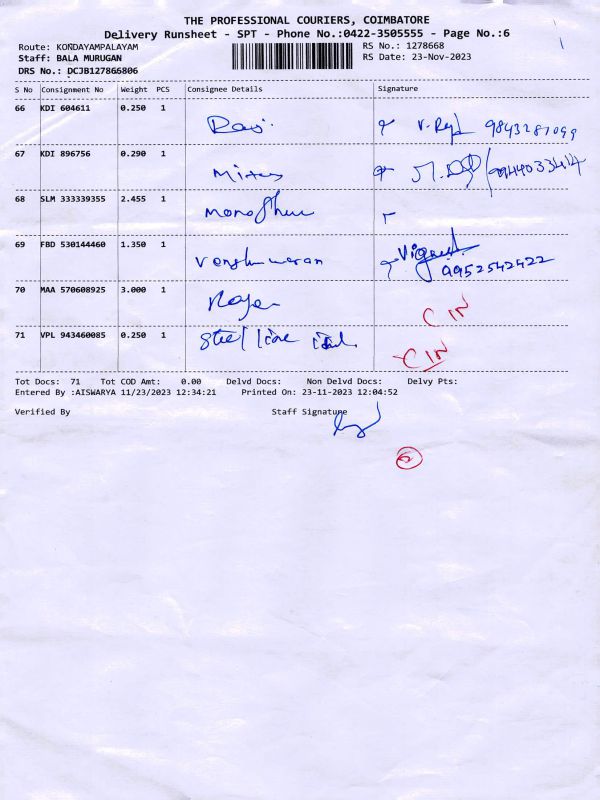 THE PROFESSIONAL COURIERS, COIMBATORE
Delivery Runsheet - SPT - Phone No.:0422-3505555 - Page No.:6
Route: KONDAYAMPALAYAM RS No.: 1278668
Staff: BALA MURUGAN RS Date: 23-Nov-2023
DRS No.: DCJB127866806
S No Consignment No Weight PCS Consignee Details Signature
66 KDI 604611 0.250 1
Ravi 9843287099
67 KDI 896756 0.290 1
68 SLM 333339355 2.455 1
69 FBD 530144460 1.350 1
Vignesh
9952542422
70 MAA 570608925 3.000 1
CIN
71 VPL 943460085 0.250 1
Steel
CIN
Tot Docs: 71 Tot COD Amt: 0.00 Delvd Docs: Non Delvd Docs: Delvy Pts:
Entered By :AISWARYA 11/23/2023 12:34:21 Printed On: 23-11-2023 12:04:52
Verified By Staff Signature